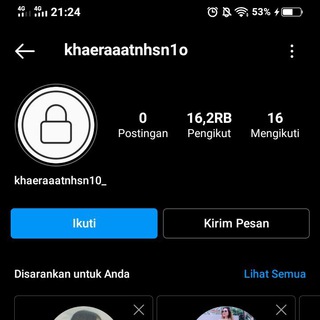 4G 4G 21:24 53%
khaeraaatnhsn1o
0 16,2RB 16
Postingan Pengikut Mengikuti
khaeraaatnhsn10_
Ikuti Kirim Pesan
Disarankan untuk Anda Lihat Semua